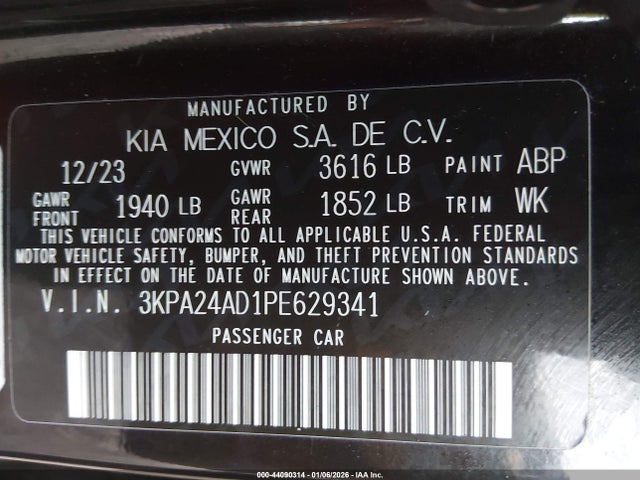 MANUFACTURED BY
KIA MEXICO S.A. DE C.V.
12/23 GVWR 3616 LB PAINT ABP
GAWR FRONT 1940 LB GAWR REAR 1852 LB TRIM WK
THIS VEHICLE CONFORMS TO ALL APPLICABLE U.S.A. FEDERAL
MOTOR VEHICLE SAFETY, BUMPER, AND THEFT PREVENTION STANDARDS
IN EFFECT ON THE DATE OF MANUFACTURE SHOWN ABOVE.
V.I.N. 3KPA24AD1PE629341
PASSENGER CAR
000-44090314 - 01/06/2026 - IAA Inc.